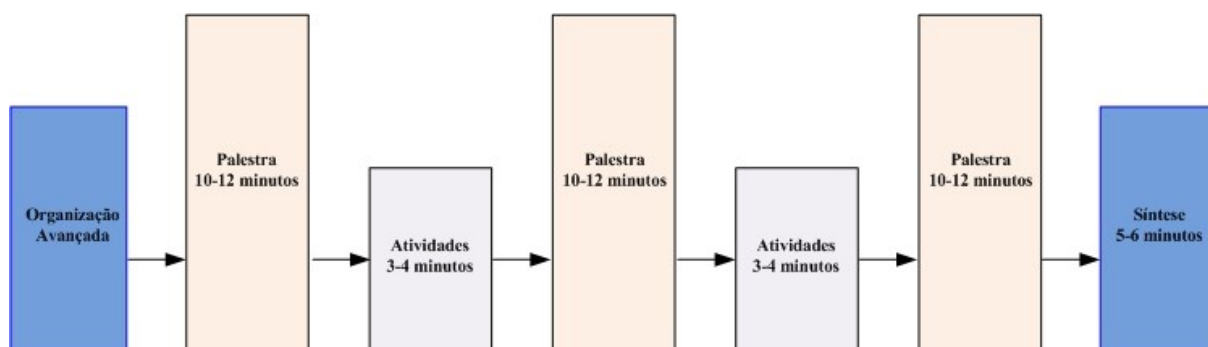 Organização
Avançada
Palestra
10-12 minutos
Atividades
3-4 minutos
Palestra
10-12 minutos
Atividades
3-4 minutos
Palestra
10-12 minutos
Síntese
5-6 minutos